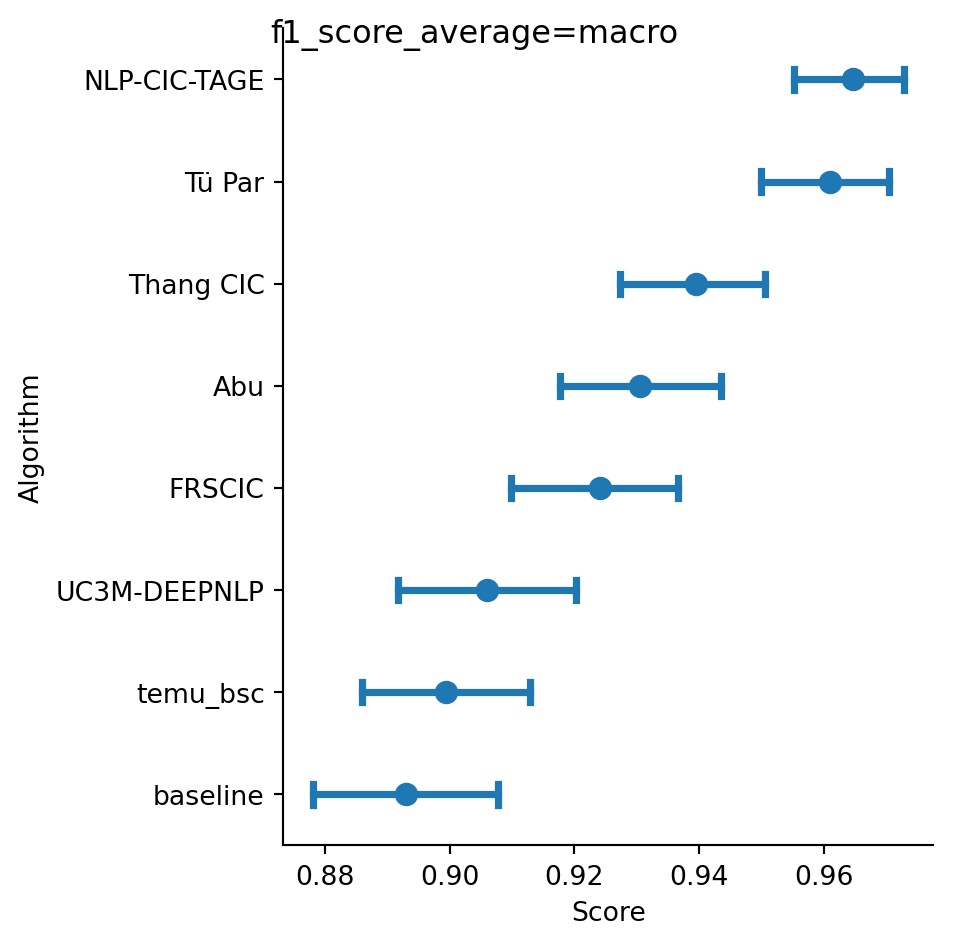 f1_score_average=macro
NLP-CIC-TAGE
Tü Par
Thang CIC
Abu
FRSCIC
UC3M-DEEPNLP
temu_bsc
baseline
Algorithm
0.88 0.90 0.92 0.94 0.96
Score